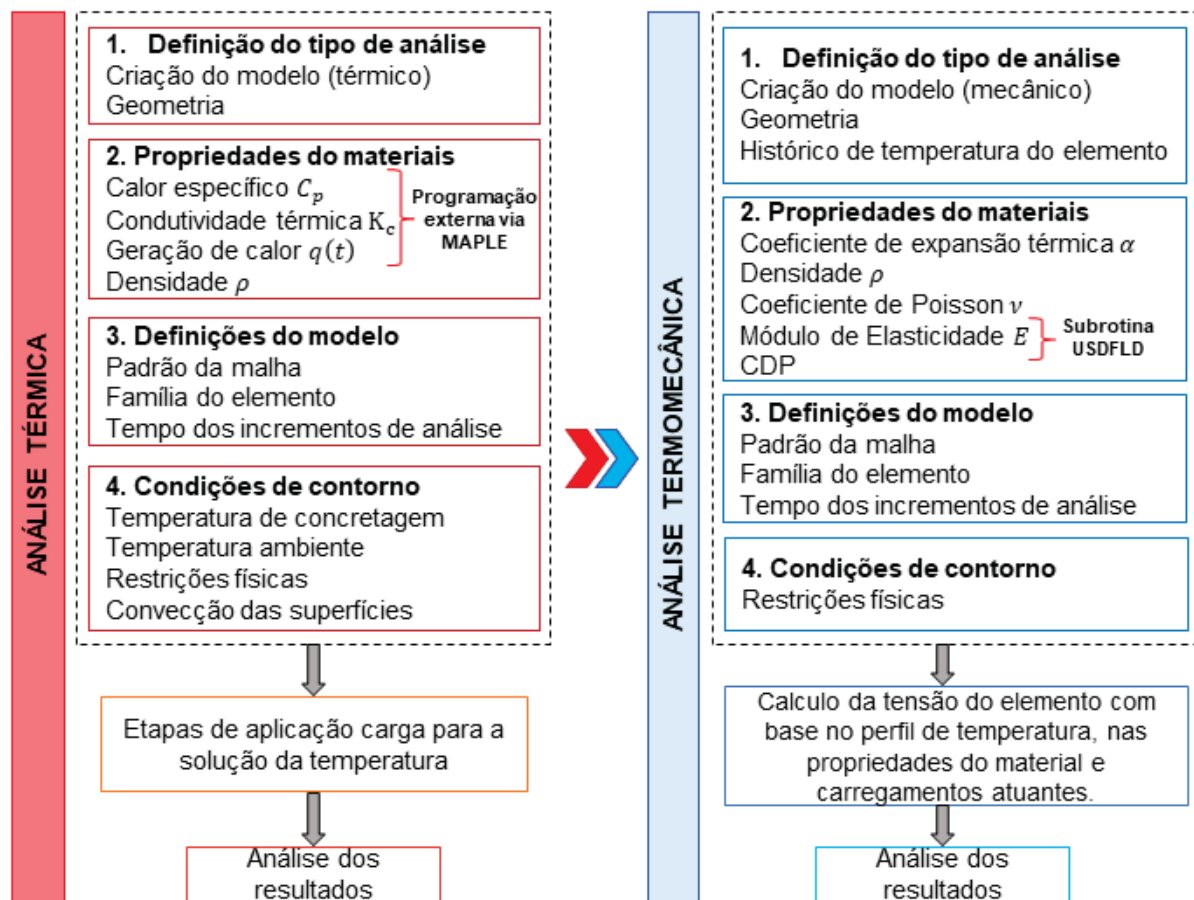 ANÁLISE TÉRMICA
1. Definição do tipo de análise
Criação do modelo (térmico)
Geometria
2. Propriedades do materiais
Calor específico C_p
Condutividade térmica K_c
Geração de calor q(t)
Densidade ρ
Programação
externa via
MAPLE
3. Definições do modelo
Padrão da malha
Família do elemento
Tempo dos incrementos de análise
4. Condições de contorno
Temperatura de concretagem
Temperatura ambiente
Restrições físicas
Convecção das superfícies
Etapas de aplicação carga para a
solução da temperatura
Análise dos
resultados
ANÁLISE TERMOMECÂNICA
1. Definição do tipo de análise
Criação do modelo (mecânico)
Geometria
Histórico de temperatura do elemento
2. Propriedades do materiais
Coeficiente de expansão térmica α
Densidade ρ
Coeficiente de Poisson ν
Módulo de Elasticidade E
CDP
Subrotina
USDFLD
3. Definições do modelo
Padrão da malha
Família do elemento
Tempo dos incrementos de análise
4. Condições de contorno
Restrições físicas
Calculo da tensão do elemento com
base no perfil de temperatura, nas
propriedades do material e
carregamentos atuantes.
Análise dos
resultados